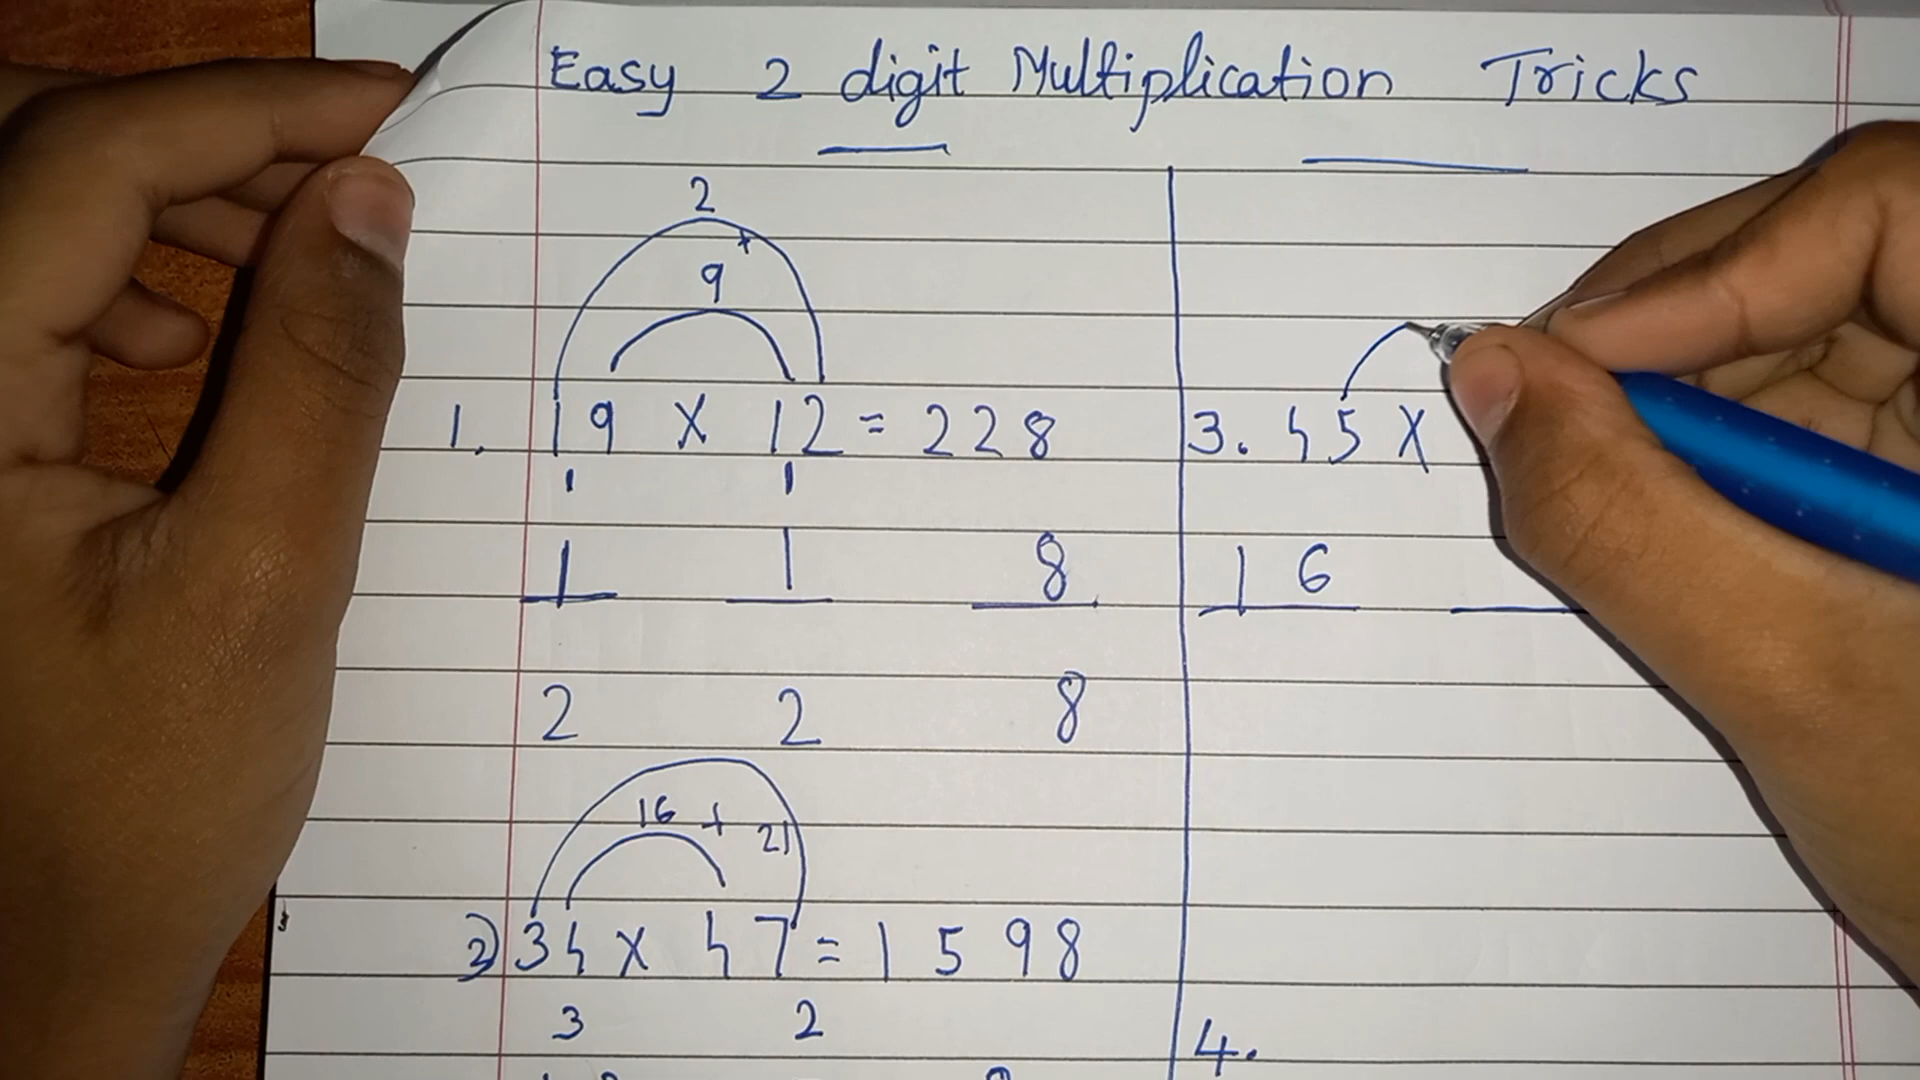 Easy 2 digit Multiplication Tricks
2
+
9
1. 19 X 12 = 228
1 1
1 1 8
2 2 8
16 + 21
2) 34 x 47 = 1598
3 2
3. 45 X
16
4.